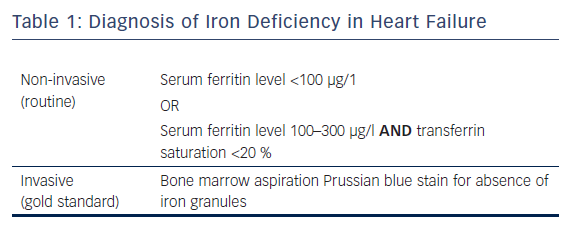 Table 1: Diagnosis of Iron Deficiency in Heart Failure
Non-invasive
(routine)
Serum ferritin level <100 µg/1
OR
Serum ferritin level 100–300 µg/l AND transferrin
saturation <20 %
Invasive
(gold standard)
Bone marrow aspiration Prussian blue stain for absence of
iron granules